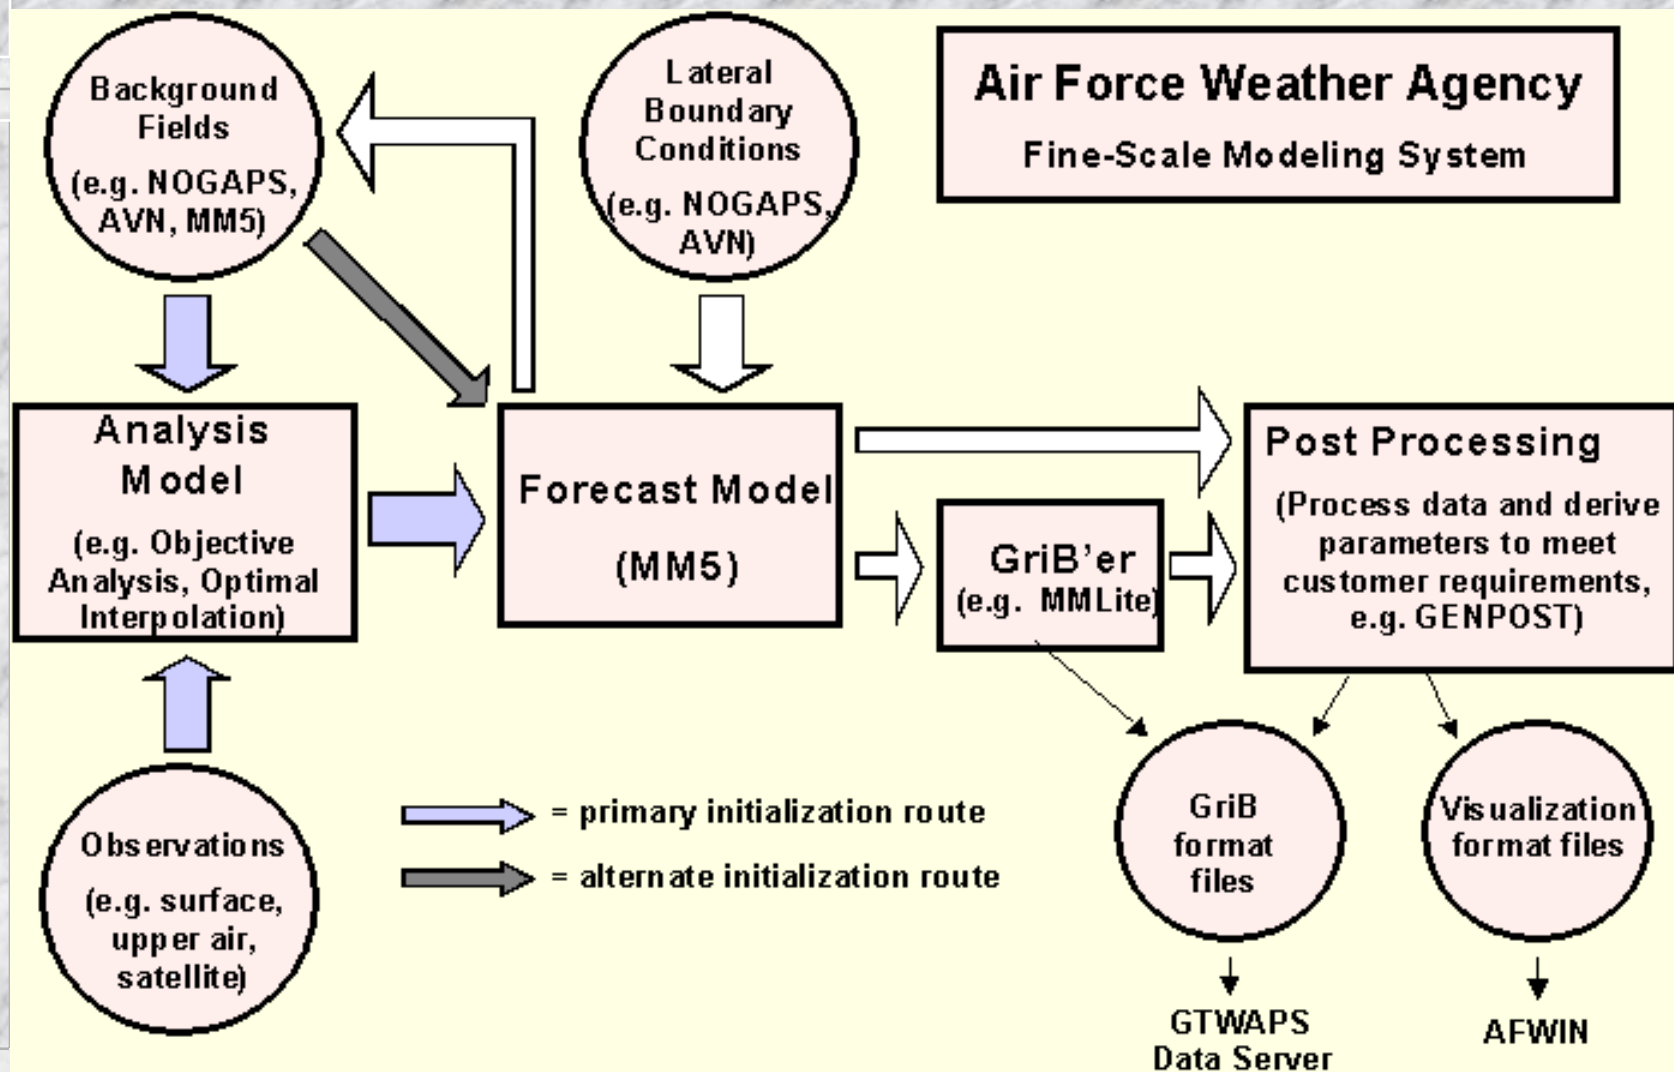 Background
Fields
(e.g. NOGAPS,
AVN, MM5)
Lateral
Boundary
Conditions
(e.g. NOGAPS,
AVN)
Air Force Weather Agency
Fine-Scale Modeling System
Analysis
Model
(e.g. Objective
Analysis, Optimal
Interpolation)
Forecast Model
(MM5)
GriB'er
(e.g. MMLite)
Post Processing
(Process data and derive
parameters to meet
customer requirements,
e.g. GENPOST)
Observations
(e.g. surface,
upper air,
satellite)
= primary initialization route
= alternate initialization route
GriB
format
files
Visualization
format files
GTWAPS
Data Server
AFWIN